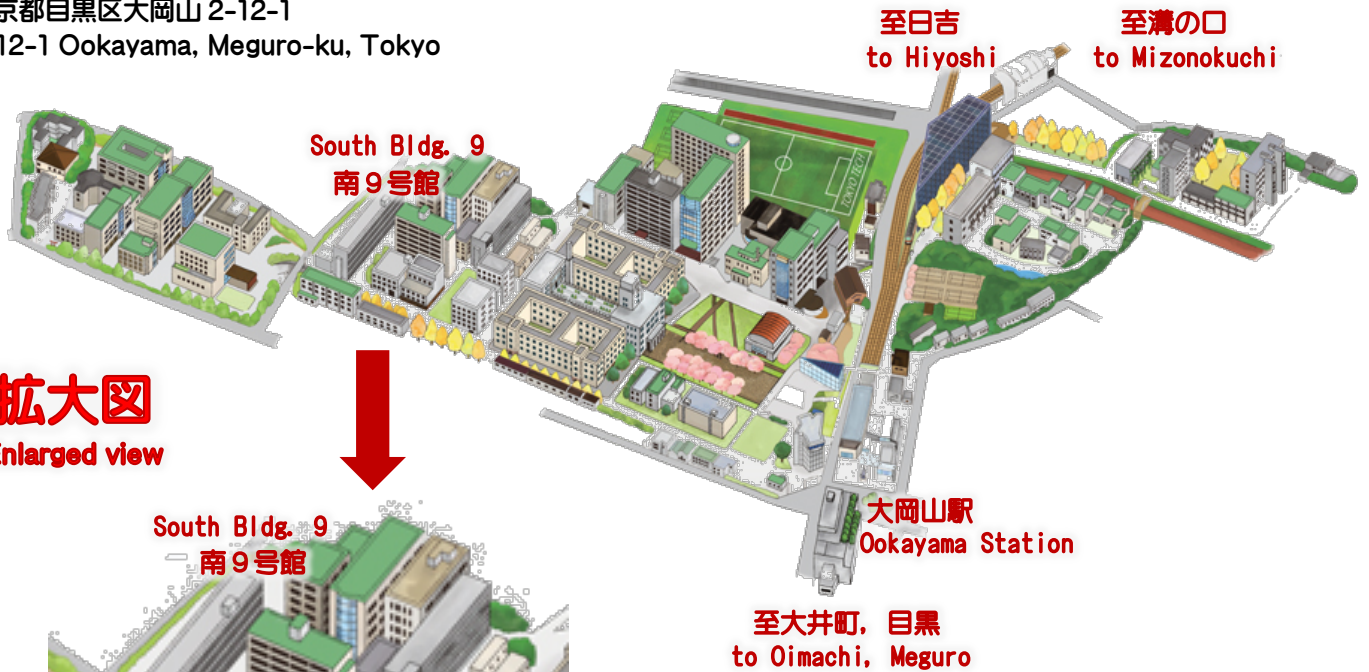 京都目黒区大岡山 2-12-1
12-1 Ookayama, Meguro-ku, Tokyo
至日吉
to Hiyoshi
至溝の口
to Mizonokuchi
South Bldg. 9
南９号館
TOKYO TECH
拡大図
Enlarged view
South Bldg. 9
南９号館
大岡山駅
Ookayama Station
至大井町，目黒
to Oimachi, Meguro